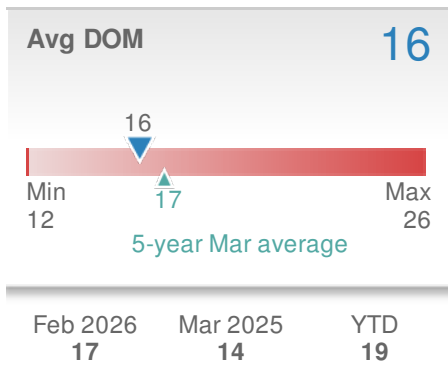 Avg DOM 16
16
Min Max
12 17 26
5-year Mar average
Feb 2026 Mar 2025 YTD
17 14 19